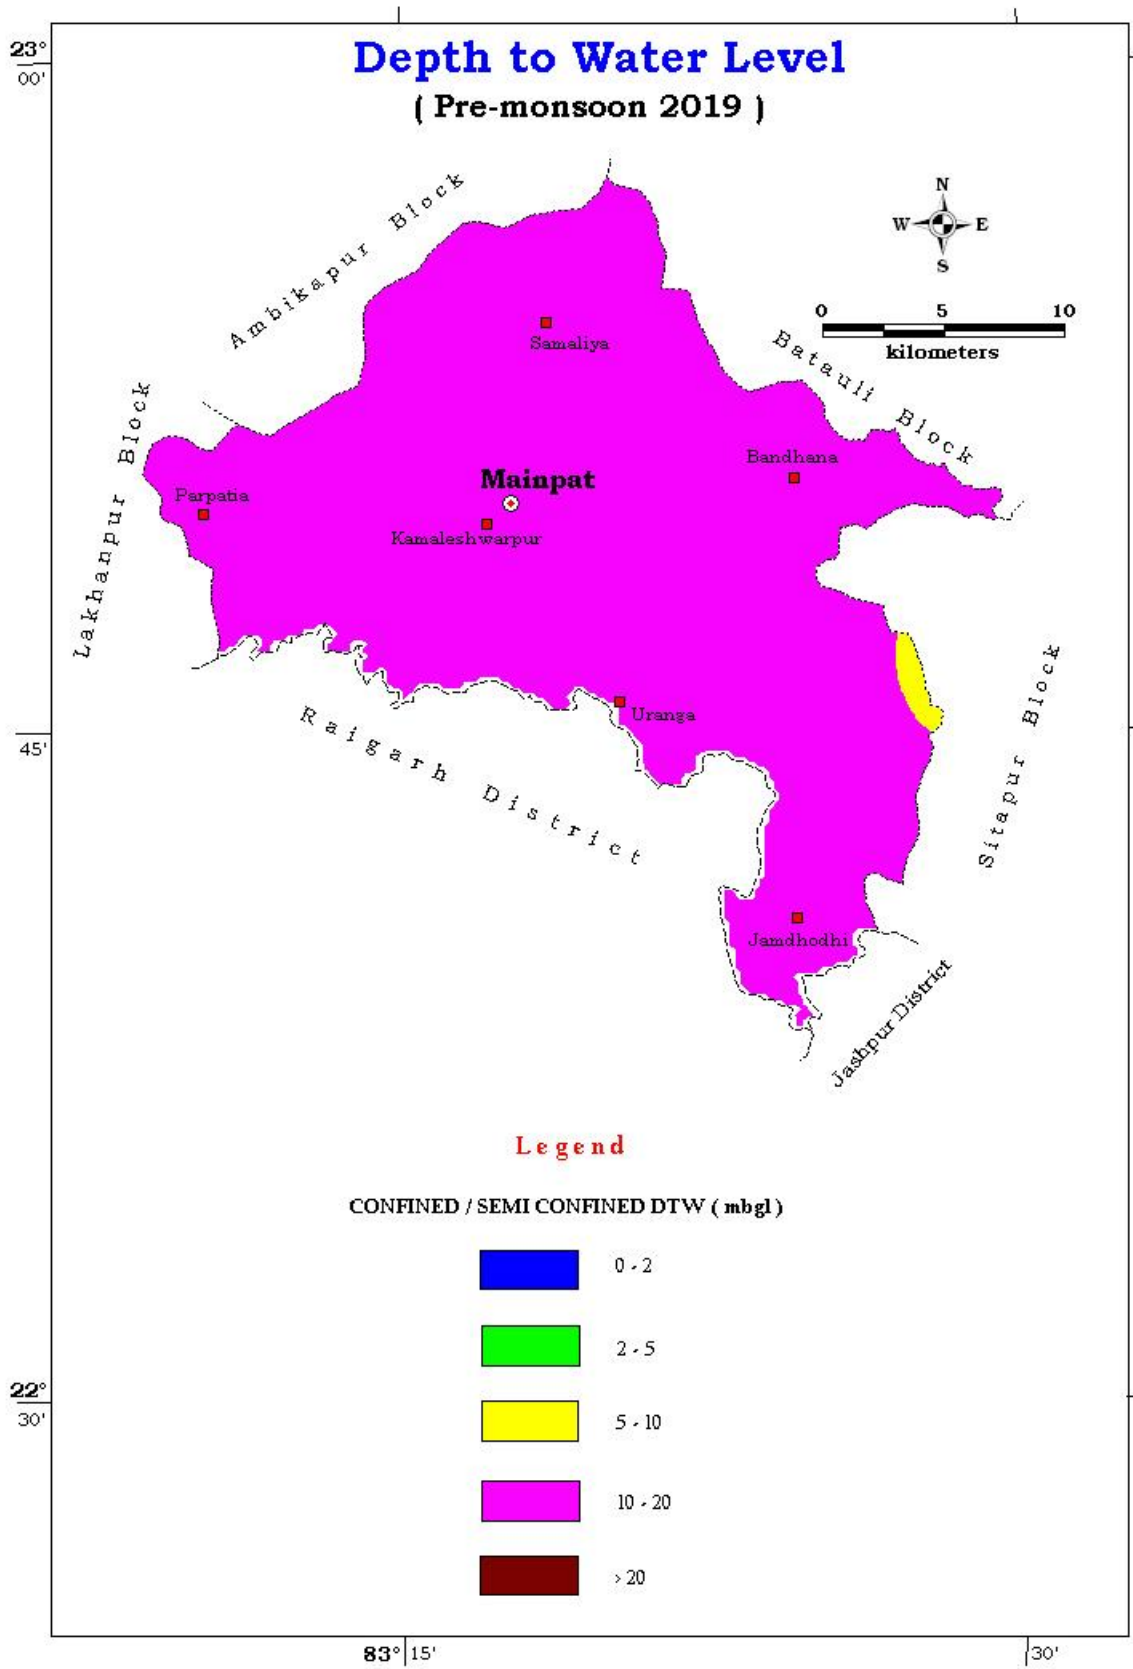 Depth to Water Level
( Pre-monsoon 2019 )
23°
00'
N
W E
S
0 5 10
kilometers
Ambikapur Block
Batauli Block
Lakhanpur Block
Samaliya
Bandhana
Mainpat
Parpatia
Kamaleshwarpur
Uranga
45'
Raigarh District
Sitapur Block
Jamdhodhi
Jashpur District
Legend
CONFINED / SEMI CONFINED DTW ( mbgl )
0 - 2
2 - 5
22°
30'
5 - 10
10 - 20
> 20
83° 15'
30'